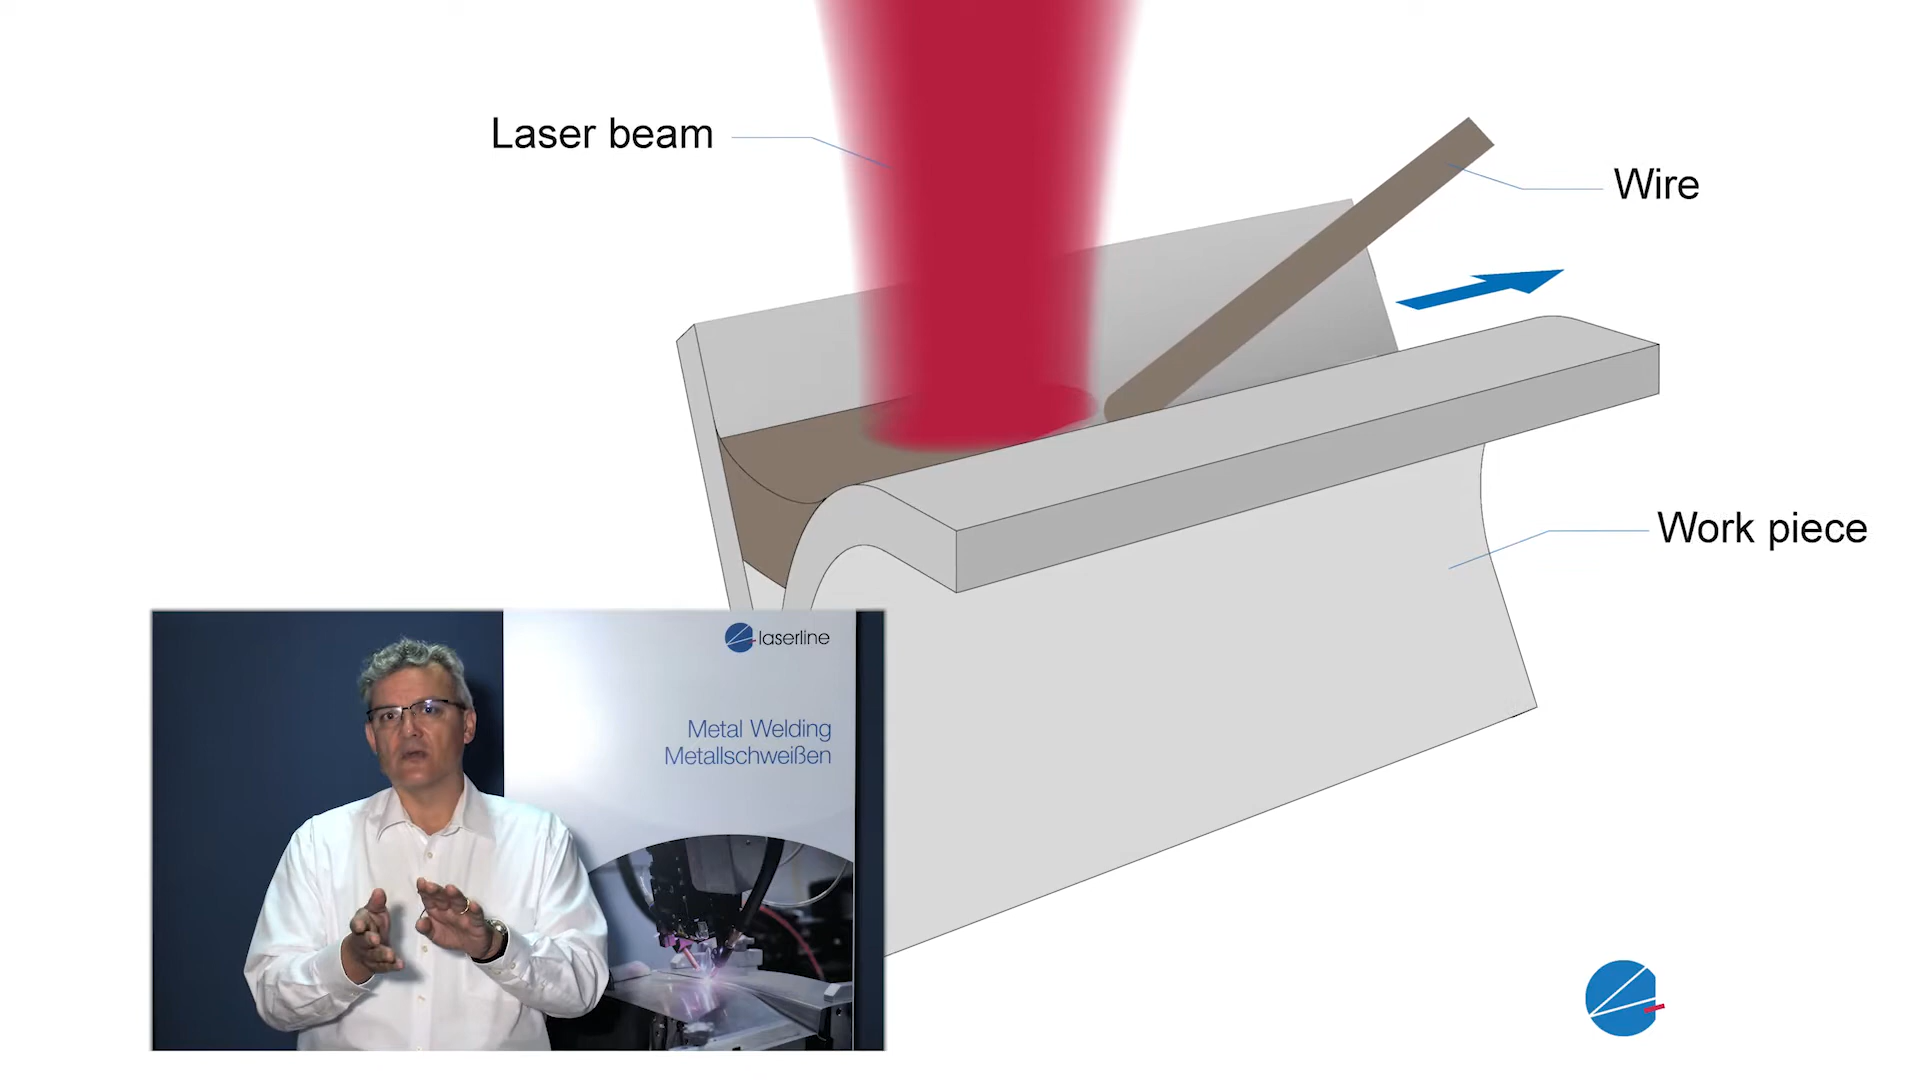 Laser beam
Wire
Work piece
laserline
Metal Welding
Metallschweißen